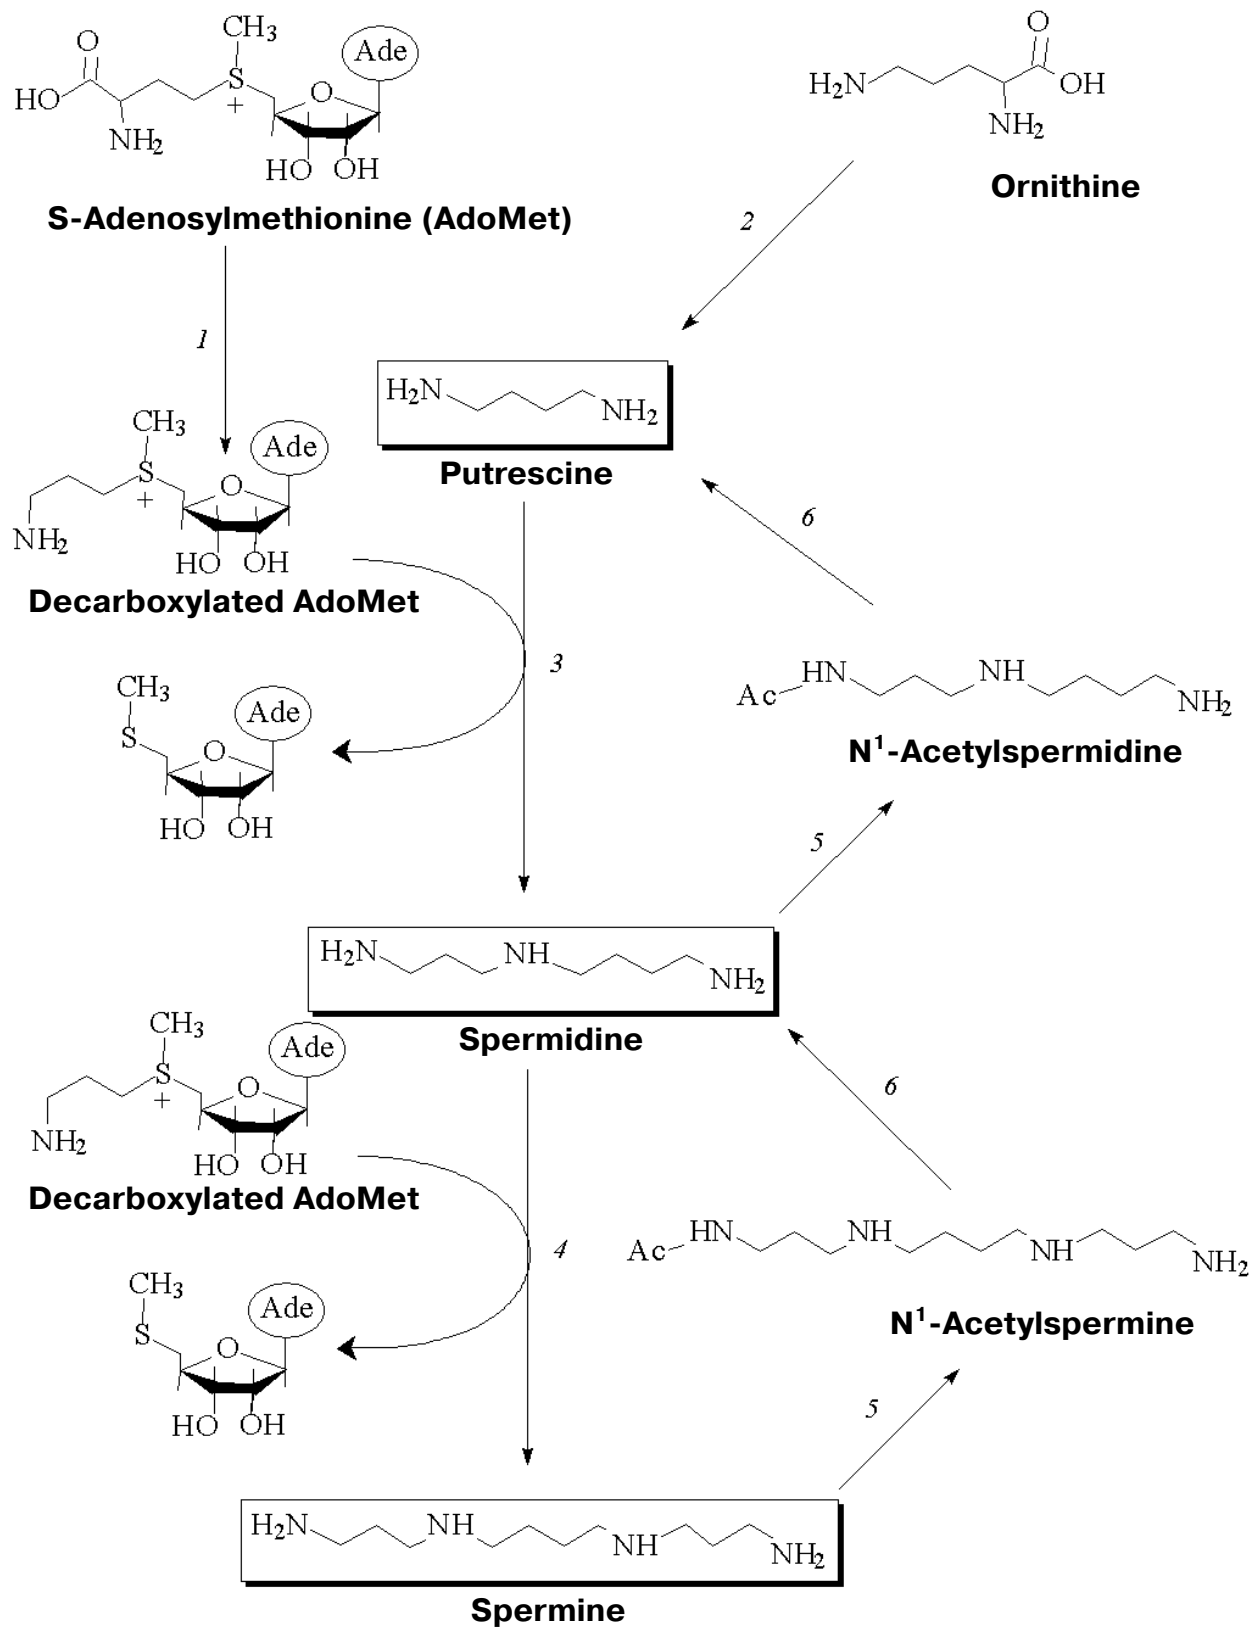 CH3
Ade
O
O
HO
S
+
O
NH2
HO OH
S-Adenosylmethionine (AdoMet)
H2N
OH
NH2
Ornithine
2
1
H2N
NH2
Putrescine
CH3
Ade
S
+
O
NH2
HO OH
Decarboxylated AdoMet
6
3
CH3
Ade
S
O
HO OH
HN
NH
Ac
NH2
N1-Acetylspermidine
5
H2N
NH
NH2
Spermidine
CH3
Ade
S
+
O
NH2
HO OH
Decarboxylated AdoMet
6
4
CH3
Ade
S
O
HO OH
HN
NH
Ac
NH
NH2
N1-Acetylspermine
5
H2N
NH
NH
NH2
Spermine